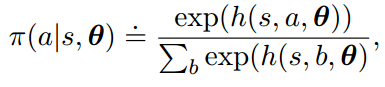 π(a|s, θ) ≐ exp(h(s, a, θ)) / ∑_b exp(h(s, b, θ) ,